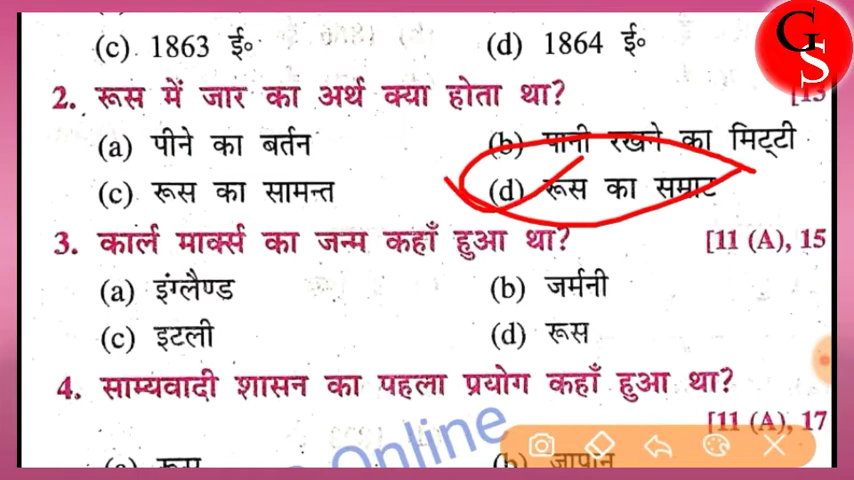 G
S
(c) 1863 ई० (d) 1864 ई०
2. रूस में जार का अर्थ क्या होता था? [13
(a) पीने का बर्तन (b) पानी रखने का मिट्टी
(c) रूस का सामन्त (d) रूस का सम्राट
3. कार्ल मार्क्स का जन्म कहाँ हुआ था? [11 (A), 15
(a) इंग्लैण्ड (b) जर्मनी
(c) इटली (d) रूस
4. साम्यवादी शासन का पहला प्रयोग कहाँ हुआ था?
[11 (A), 17
Online
(a) रूस (b) जापान